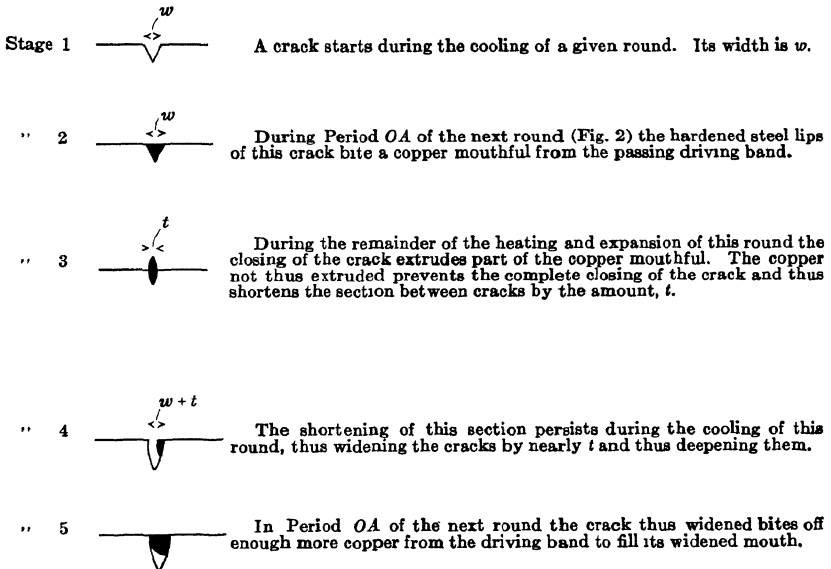 w
Stage 1 A crack starts during the cooling of a given round. Its width is w.
w
,, 2 During Period OA of the next round (Fig. 2) the hardened steel lips
of this crack bite a copper mouthful from the passing driving band.
t
During the remainder of the heating and expansion of this round the
,, 3 closing of the crack extrudes part of the copper mouthful. The copper
not thus extruded prevents the complete closing of the crack and thus
shortens the section between cracks by the amount, t.
w + t
,, 4 The shortening of this section persists during the cooling of this
round, thus widening the cracks by nearly t and thus deepening them.
,, 5 In Period OA of the next round the crack thus widened bites off
enough more copper from the driving band to fill its widened mouth.